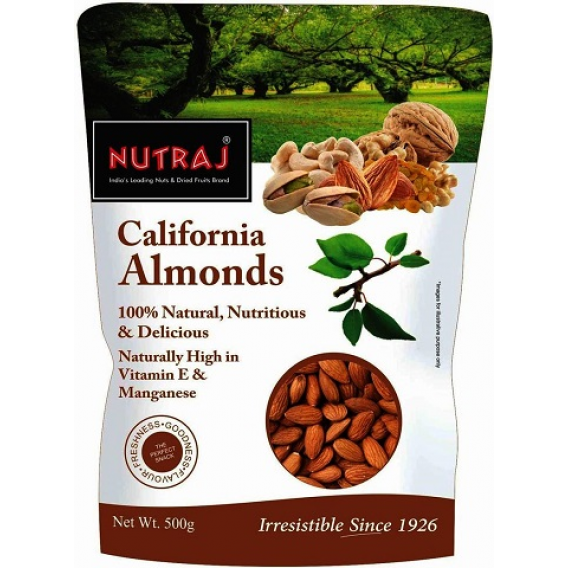 NUTRAJ®
India's Leading Nuts & Dried Fruits Brand
California
Almonds
100% Natural, Nutritious
& Delicious
Naturally High in
Vitamin E &
Manganese
*Images for illustrative purpose only
FRESHNESS • GOODNESS • FLAVOUR •
THE
PERFECT
SNACK
Net Wt. 500g
Irresistible Since 1926